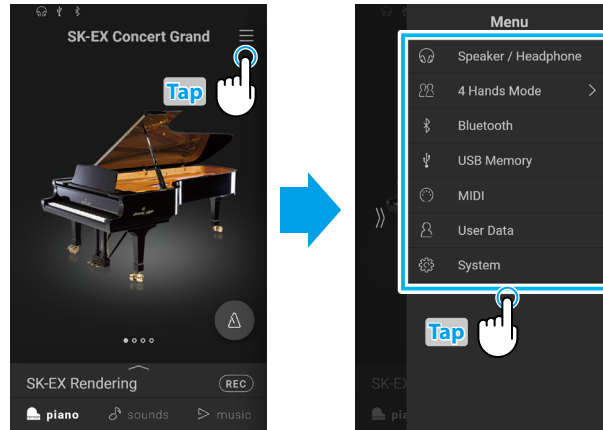 SK-EX Concert Grand
Tap
SK-EX Rendering
REC
piano
sounds
music
Menu
Speaker / Headphone
4 Hands Mode
Bluetooth
USB Memory
MIDI
User Data
System
Tap
SK-EX
pia